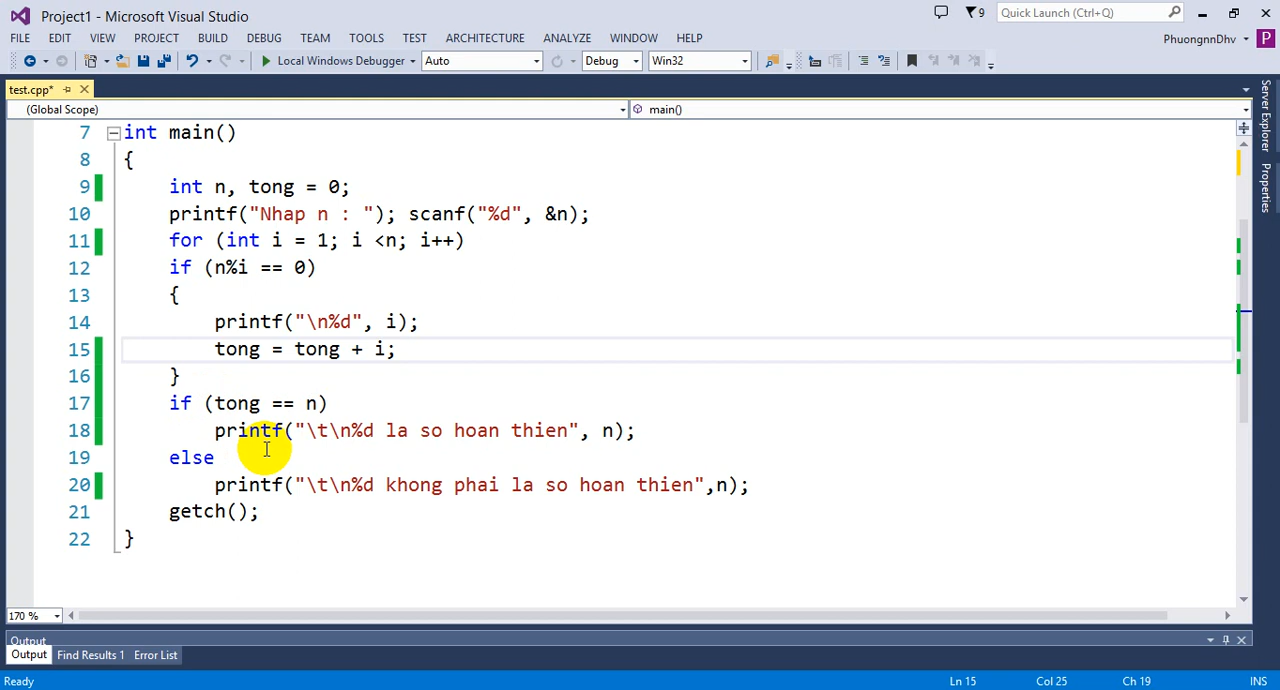 Project1 - Microsoft Visual Studio
9
Quick Launch (Ctrl+Q)
FILE EDIT VIEW PROJECT BUILD DEBUG TEAM TOOLS TEST ARCHITECTURE ANALYZE WINDOW HELP
PhuongnnDhv
P
Local Windows Debugger Auto Debug Win32
test.cpp*
(Global Scope) main()
Server Explorer
Properties
7 int main()
8 {
9 int n, tong = 0;
10 printf("Nhap n : "); scanf("%d", &n);
11 for (int i = 1; i <n; i++)
12 if (n%i == 0)
13 {
14 printf("\n%d", i);
15 tong = tong + i;
16 }
17 if (tong == n)
18 printf("\t\n%d la so hoan thien", n);
19 else
20 printf("\t\n%d khong phai la so hoan thien",n);
21 getch();
22 }
170 %
Output
Output Find Results 1 Error List
Ready Ln 15 Col 25 Ch 19 INS